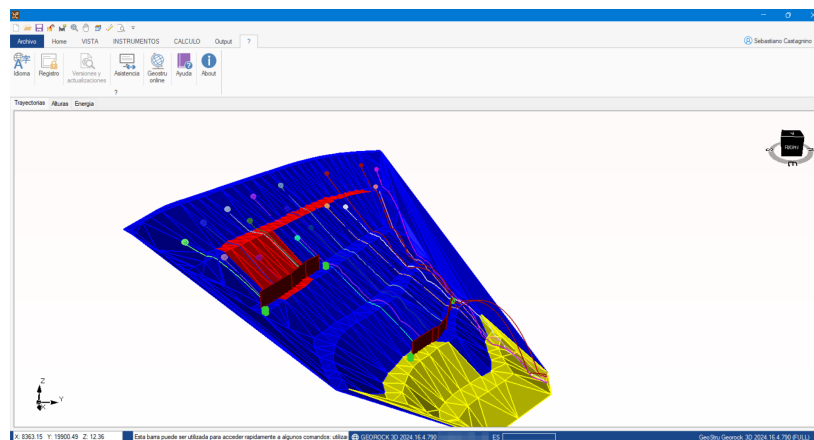 Archivo Home VISTA INSTRUMENTOS CALCULO Output ?
Sebastiano Castagnino
Idioma Registro Versiones y actualizaciones Asistencia Geostru online Ayuda About
?
Trayectorias Alturas Energia
RIGHT
Z
Y
X
X: 8363.15 Y: 19900.49 Z: 12.36 Esta barra puede ser utilizada para acceder rapidamente a algunos comandos: utiliza GEOROCK 3D 2024.16.4.790 ES GeoStru Georock 3D 2024.16.4.790 (FULL)